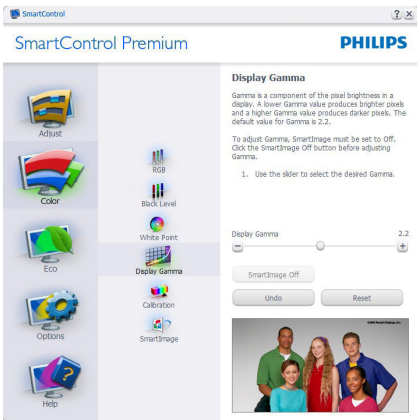 SmartControl
SmartControl Premium
PHILIPS
Adjust
Color
Eco
Options
Help
RGB
Black Level
White Point
Display Gamma
Calibration
SmartImage
Display Gamma
Gamma is a component of the pixel brightness in a
display. A lower Gamma value produces brighter pixels
and a higher Gamma value produces darker pixels. The
default value for Gamma is 2.2.
To adjust Gamma, SmartImage must be set to Off.
Click the SmartImage Off button before adjusting
Gamma.
1. Use the slider to select the desired Gamma.
Display Gamma 2.2
SmartImage Off
Undo Reset